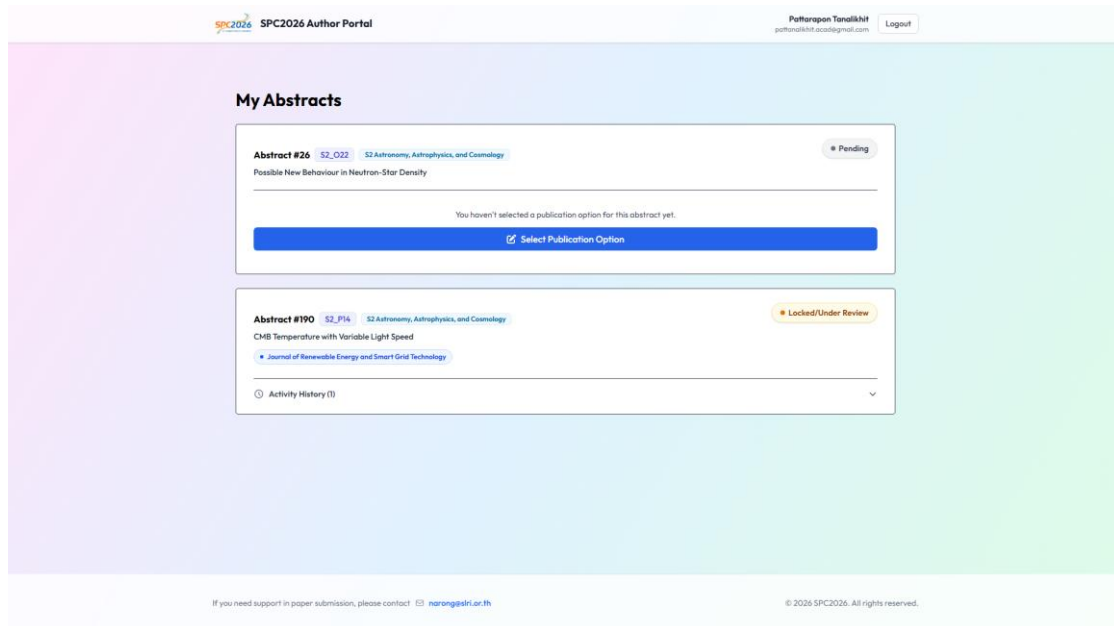 SPC2026 SPC2026 Author Portal
Pattarapon Tanalikhit
pattanalikhit.acad@gmail.com
Logout
My Abstracts
Abstract #26 S2_O22 S2 Astronomy, Astrophysics, and Cosmology
Pending
Possible New Behaviour in Neutron-Star Density
You haven't selected a publication option for this abstract yet.
Select Publication Option
Abstract #190 S2_P14 S2 Astronomy, Astrophysics, and Cosmology
Locked/Under Review
CMB Temperature with Variable Light Speed
Journal of Renewable Energy and Smart Grid Technology
Activity History (1)
If you need support in paper submission, please contact narong@slri.or.th
© 2026 SPC2026. All rights reserved.